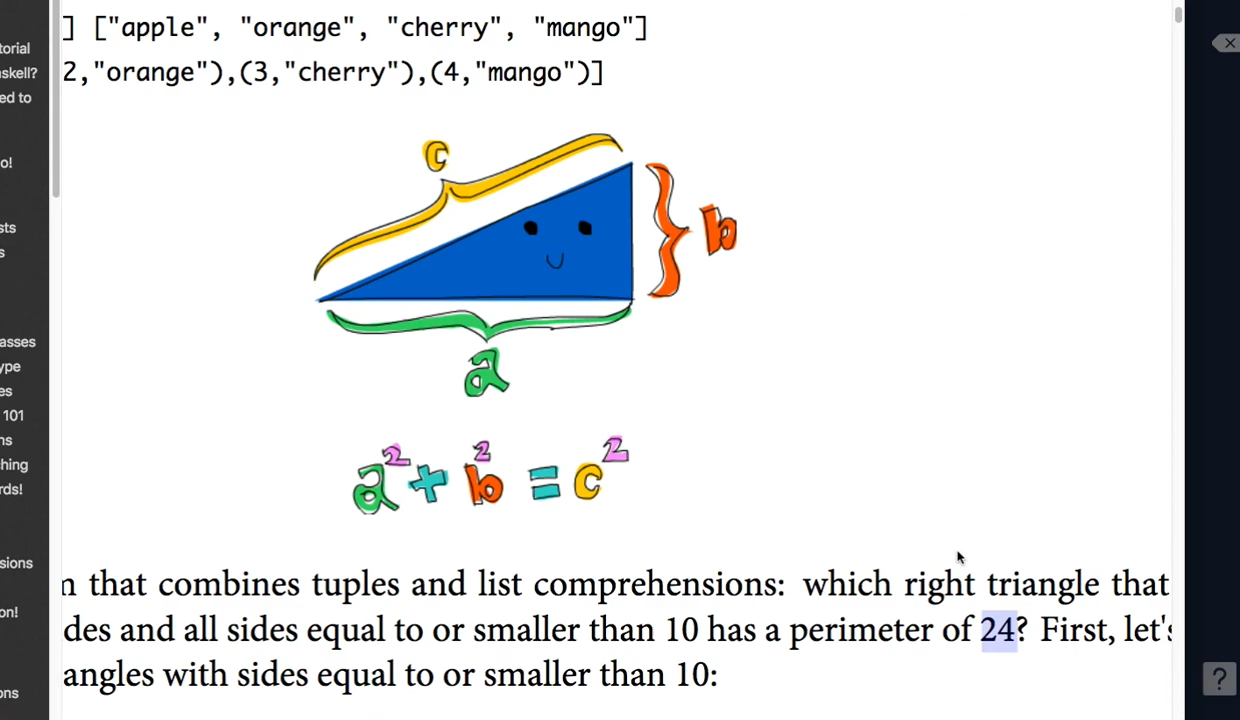 ] ["apple", "orange", "cherry", "mango"]
2,"orange"),(3,"cherry"),(4,"mango")]
torial
skell?
ed to
o!
sts
s
asses
ype
es
101
ns
ching
rds!
sions
on!
ons
c
b
a
a² + b² = c²
that combines tuples and list comprehensions: which right triangle that
des and all sides equal to or smaller than 10 has a perimeter of 24? First, let's
angles with sides equal to or smaller than 10:
?